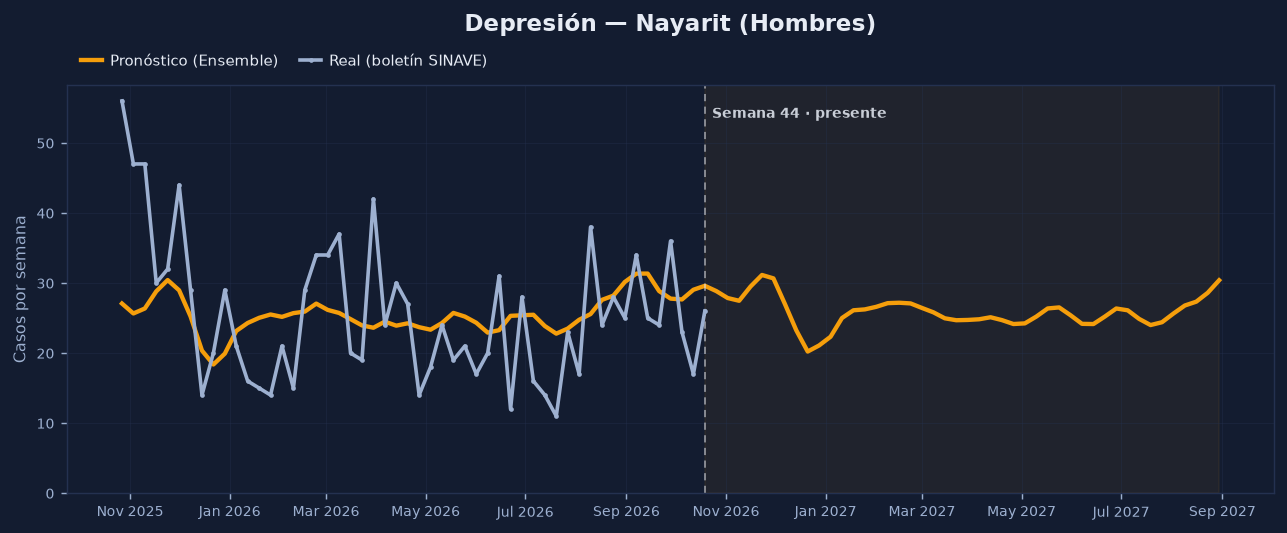 Depresión — Nayarit (Hombres)
Pronóstico (Ensemble)
Real (boletín SINAVE)
Semana 44 · presente
Casos por semana
50
40
30
20
10
0
Nov 2025
Jan 2026
Mar 2026
May 2026
Jul 2026
Sep 2026
Nov 2026
Jan 2027
Mar 2027
May 2027
Jul 2027
Sep 2027